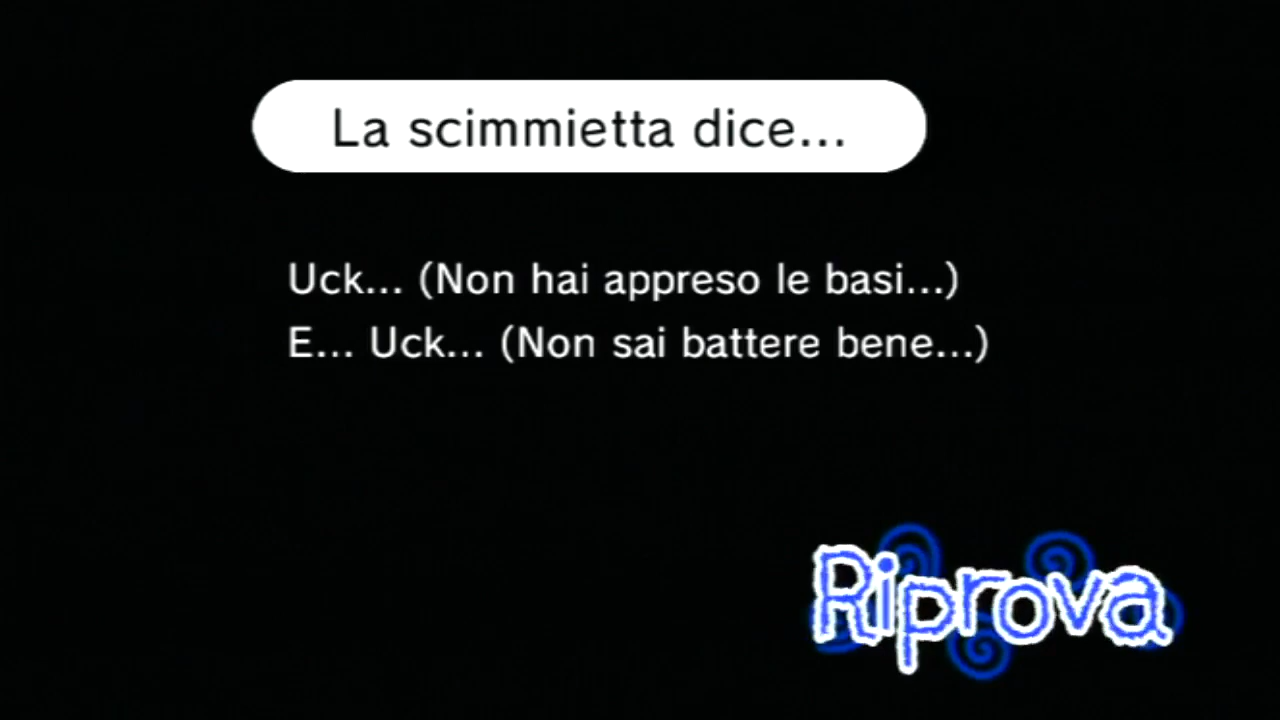 La scimmietta dice...
Uck... (Non hai appreso le basi...)
E... Uck... (Non sai battere bene...)
Riprova